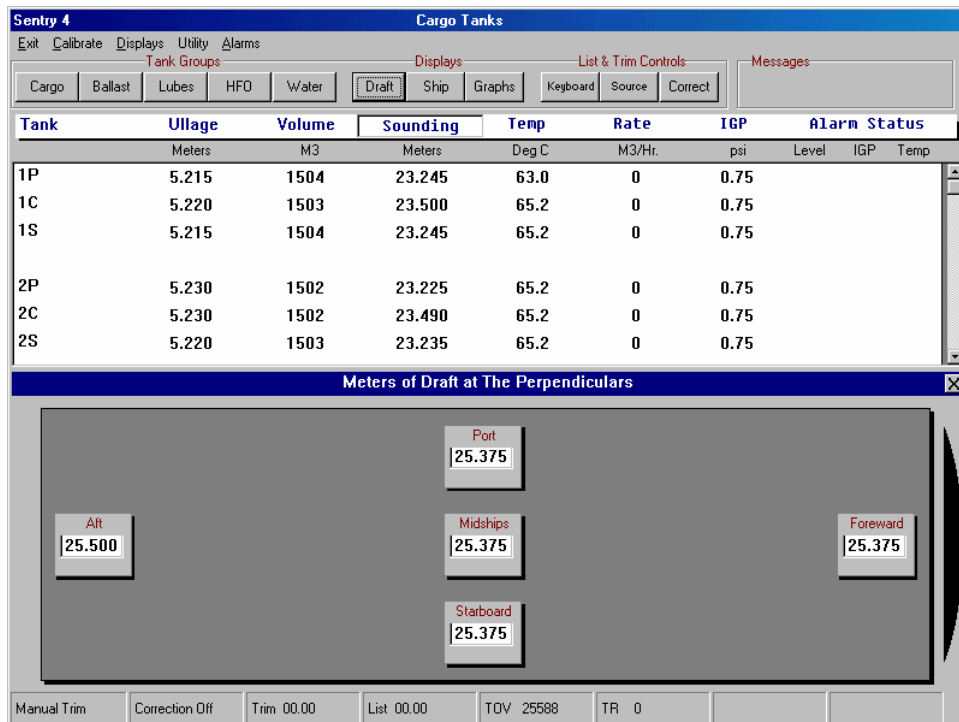 Sentry 4 Cargo Tanks
Exit Calibrate Displays Utility Alarms
Tank Groups Displays List & Trim Controls Messages
Cargo Ballast Lubes HFO Water Draft Ship Graphs Keyboard Source Correct
Tank Ullage Volume Sounding Temp Rate IGP Alarm Status
Meters M3 Meters Deg C M3/Hr. psi Level IGP Temp
1P 5.215 1504 23.245 63.0 0 0.75
1C 5.220 1503 23.500 65.2 0 0.75
1S 5.215 1504 23.245 65.2 0 0.75
2P 5.230 1502 23.225 65.2 0 0.75
2C 5.230 1502 23.490 65.2 0 0.75
2S 5.220 1503 23.235 65.2 0 0.75
Meters of Draft at The Perpendiculars
Port
25.375
Aft Midships Foreward
25.500 25.375 25.375
Starboard
25.375
Manual Trim Correction Off Trim 00.00 List 00.00 TOV 25588 TR 0